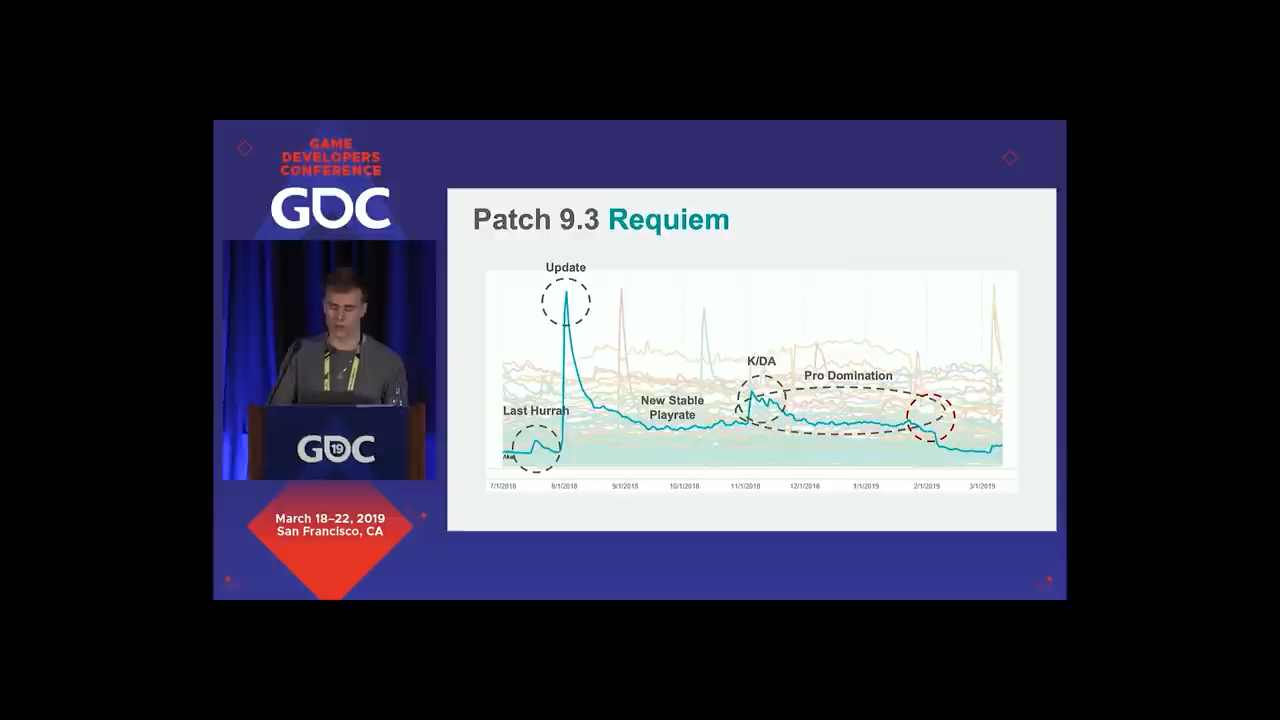 GAME
DEVELOPERS
CONFERENCE
GDC
Patch 9.3 Requiem
Update
K/DA
Pro Domination
New Stable
Playrate
Last Hurrah
7/1/2018
8/1/2018
9/1/2018
10/1/2018
11/1/2018
12/1/2018
1/1/2019
2/1/2019
3/1/2019
GDC
19
March 18–22, 2019
San Francisco, CA